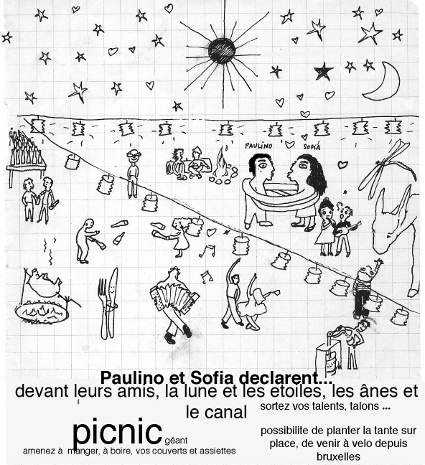 PAULINO SOFIA
Paulino et Sofia declarent...
devant leurs amis, la lune et les etoiles, les ânes et
le canal
sortez vos talents, talons ...
picnic géant
amenez à manger, à boire, vos couverts et assiettes
possibilite de planter la tante sur
place, de venir à velo depuis
bruxelles